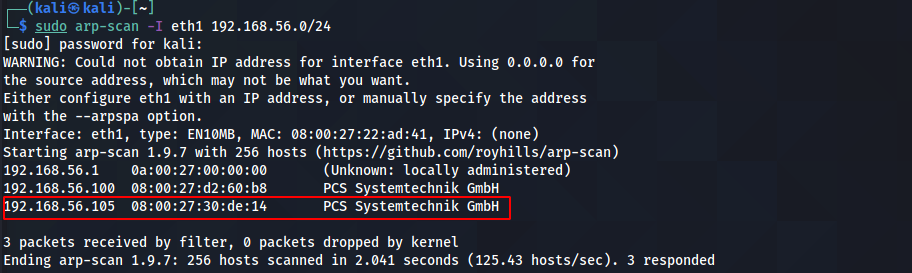 ┌──(kali㉿kali)-[~]
└─$ sudo arp-scan -I eth1 192.168.56.0/24
[sudo] password for kali:
WARNING: Could not obtain IP address for interface eth1. Using 0.0.0.0 for
the source address, which may not be what you want.
Either configure eth1 with an IP address, or manually specify the address
with the --arpspa option.
Interface: eth1, type: EN10MB, MAC: 08:00:27:22:ad:41, IPv4: (none)
Starting arp-scan 1.9.7 with 256 hosts (https://github.com/royhills/arp-scan)
192.168.56.1 0a:00:27:00:00:00 (Unknown: locally administered)
192.168.56.100 08:00:27:d2:60:b8 PCS Systemtechnik GmbH
192.168.56.105 08:00:27:30:de:14 PCS Systemtechnik GmbH
3 packets received by filter, 0 packets dropped by kernel
Ending arp-scan 1.9.7: 256 hosts scanned in 2.041 seconds (125.43 hosts/sec). 3 responded